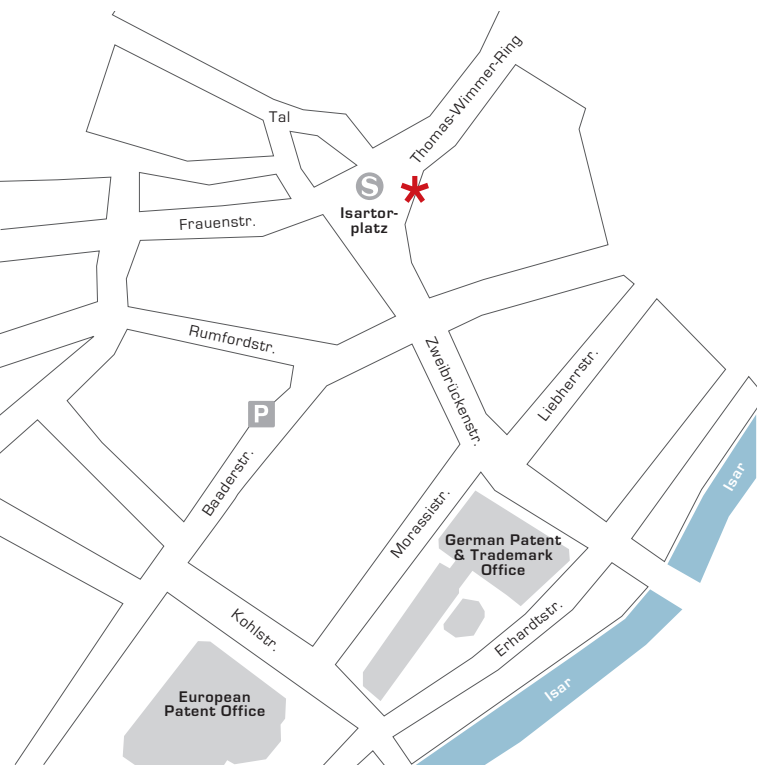 Thomas-Wimmer-Ring
Tal
S
Isartor-
platz
Frauenstr.
Rumfordstr.
Zweibrückenstr.
Liebherrstr.
P
Baaderstr.
Isar
Morassistr.
German Patent
& Trademark
Office
Erhardtstr.
Kohlstr.
Isar
European
Patent Office